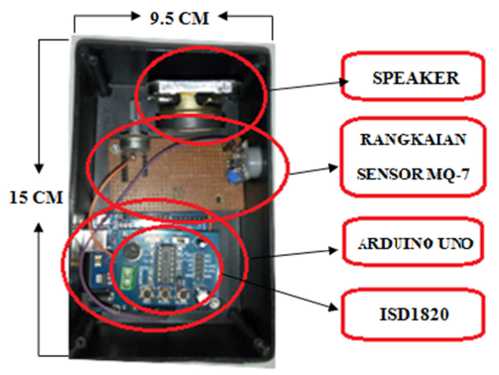 9.5 CM
SPEAKER
RANGKAIAN
SENSOR MQ-7
15 CM
ARDUINO UNO
ISD1820